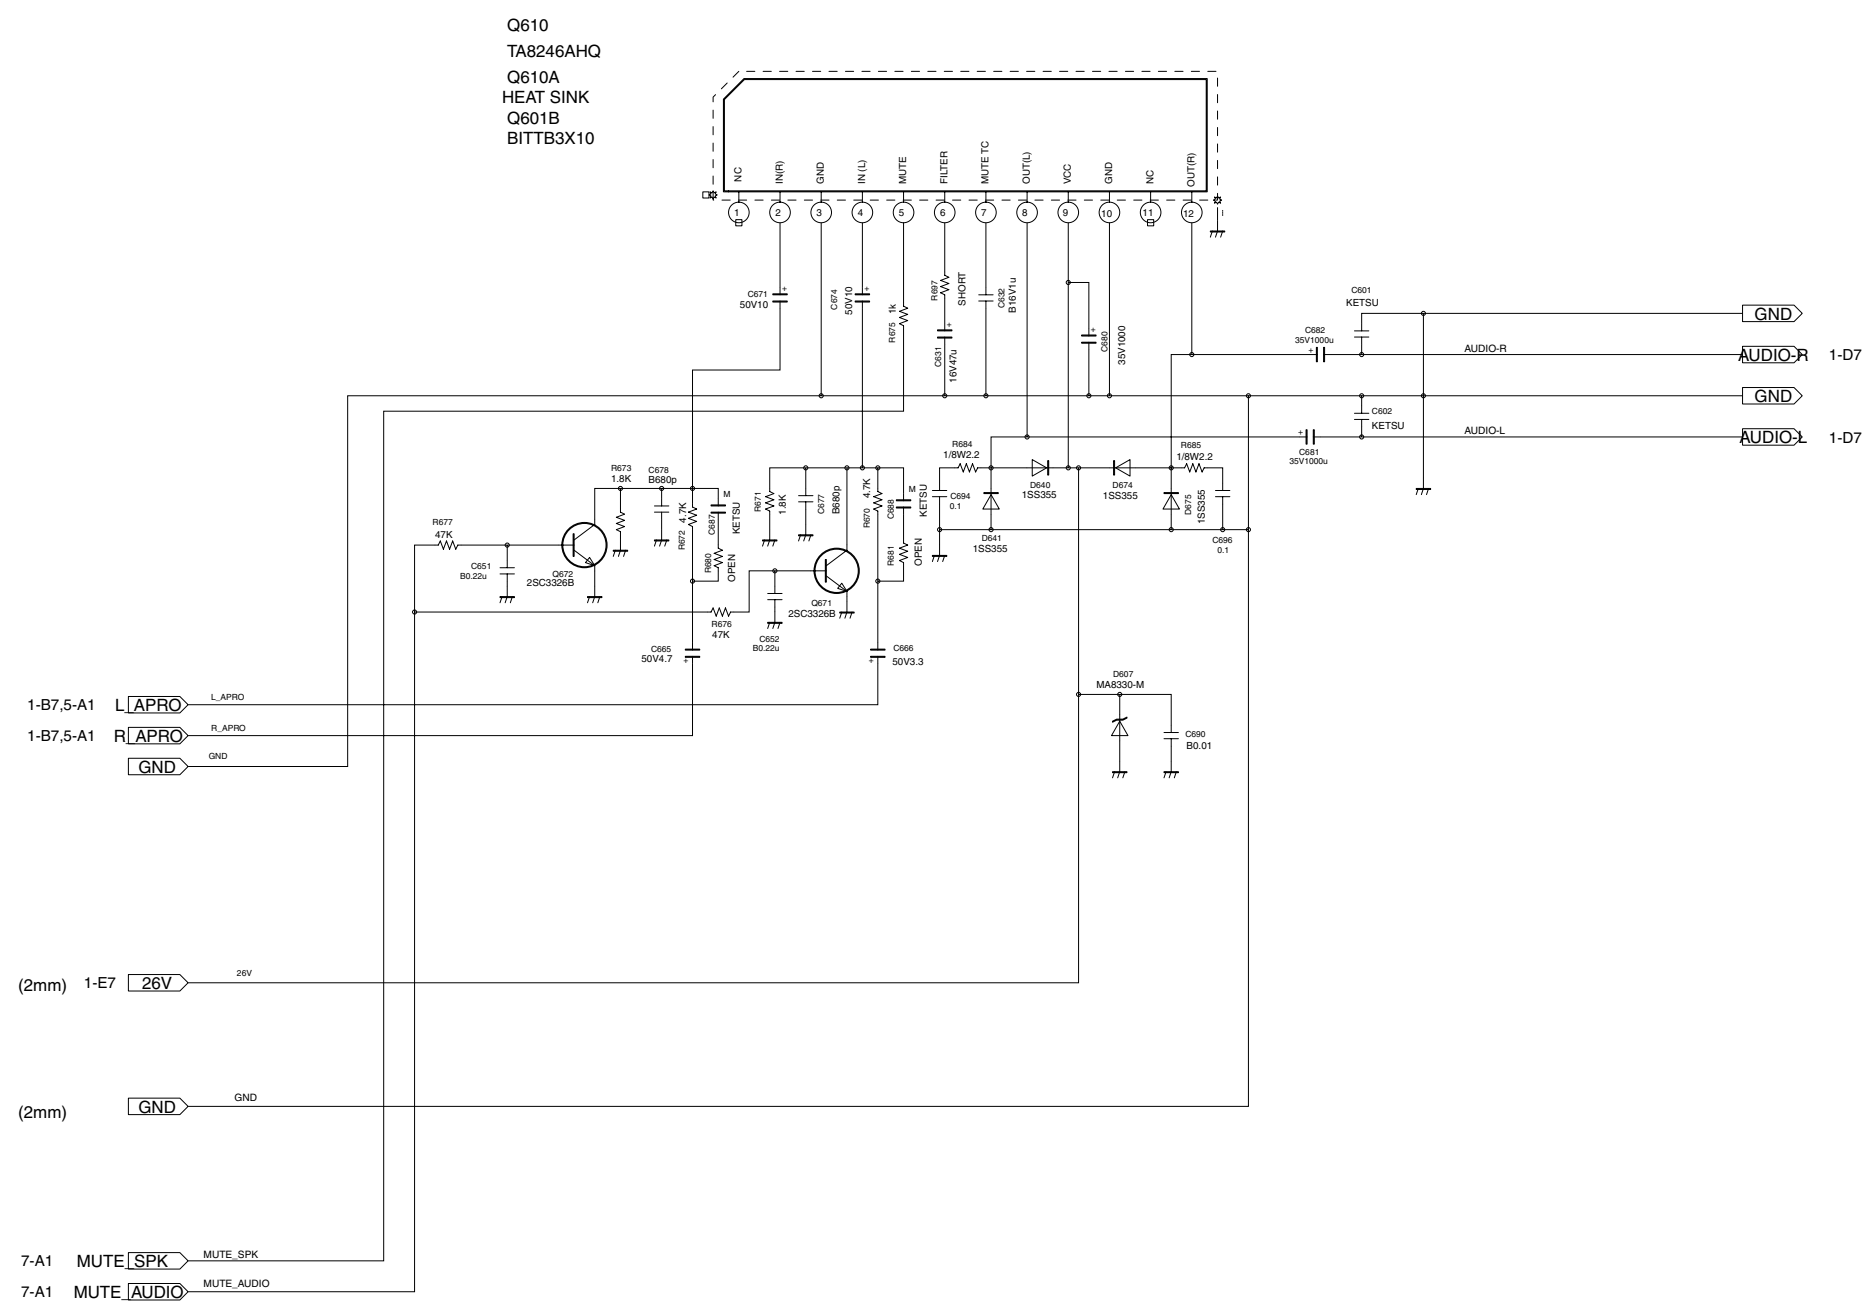 Q610
TA8246AHQ
Q610A
HEAT SINK
Q601B
BITTB3X10
NC
IN(R)
GND
IN (L)
MUTE
FILTER
MUTE TC
OUT(L)
VCC
GND
NC
OUT(R)
1
2
3
4
5
6
7
8
9
10
11
12
C671
50V10
C674
50V10
R675 1k
R697
SHORT
C631
16V47u
C632
B16V1u
C680
35V1000
C601
KETSU
C682
35V1000u
GND
AUDIO-R
AUDIO-R 1-D7
GND
C602
KETSU
AUDIO-L
AUDIO-L 1-D7
C681
35V1000u
R684
1/8W2.2
R685
1/8W2.2
D640
1SS355
D674
1SS355
C694
0.1
D641
1SS355
D675
1SS355
C696
0.1
R673
1.8K
C678
B680p
R672 4.7K
M
C687
KETSU
R680
OPEN
R671
1.8K
C677
B680p
R670 4.7K
M
C688
KETSU
R681
OPEN
R677
47K
C651
B0.22u
Q672
2SC3326B
Q671
2SC3326B
R676
47K
C652
B0.22u
C665
50V4.7
C666
50V3.3
D607
MA8330-M
C690
B0.01
1-B7,5-A1 L_APRO L_APRO
1-B7,5-A1 R_APRO R_APRO
GND GND
(2mm) 1-E7 26V 26V
(2mm) GND GND
7-A1 MUTE_SPK MUTE_SPK
7-A1 MUTE_AUDIO MUTE_AUDIO